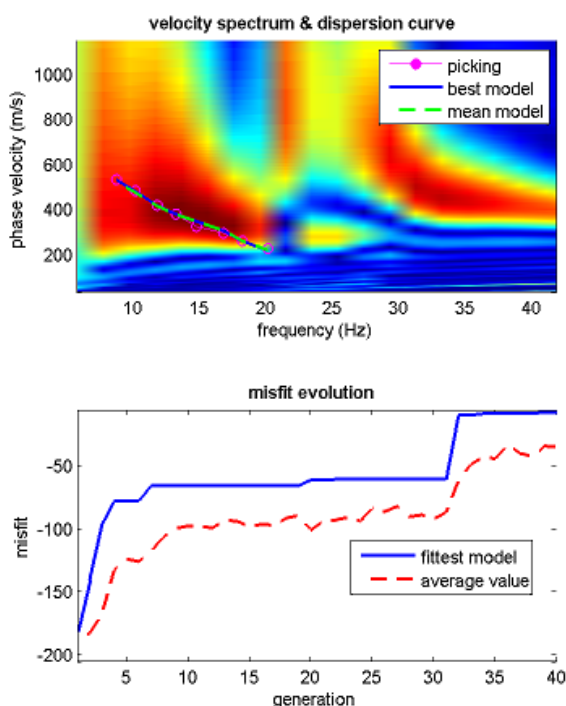 velocity spectrum & dispersion curve
picking
best model
mean model
phase velocity (m/s)
1000
800
600
400
200
10 15 20 25 30 35 40
frequency (Hz)
misfit evolution
misfit
-50
-100
-150
-200
fittest model
average value
5 10 15 20 25 30 35 40
generation